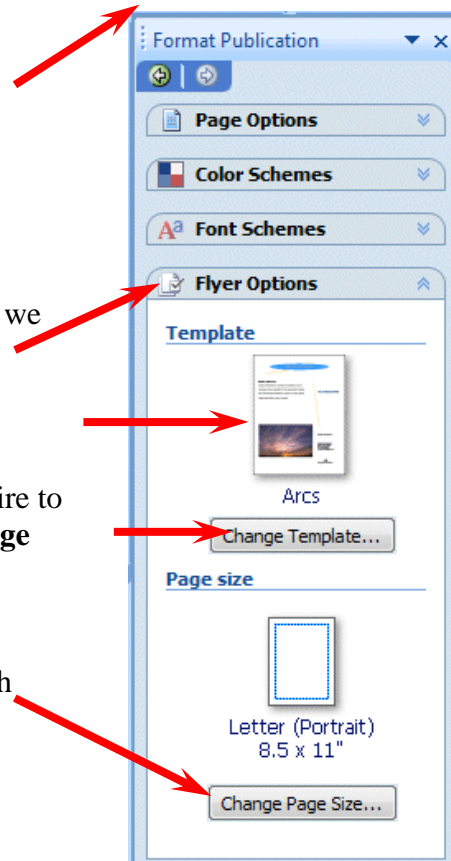 Format Publication
Page Options
Color Schemes
Aa Font Schemes
Flyer Options
we
Template
Arcs
ire to
Change Template...
ge
Page size
h
Letter (Portrait)
8.5 x 11"
Change Page Size...